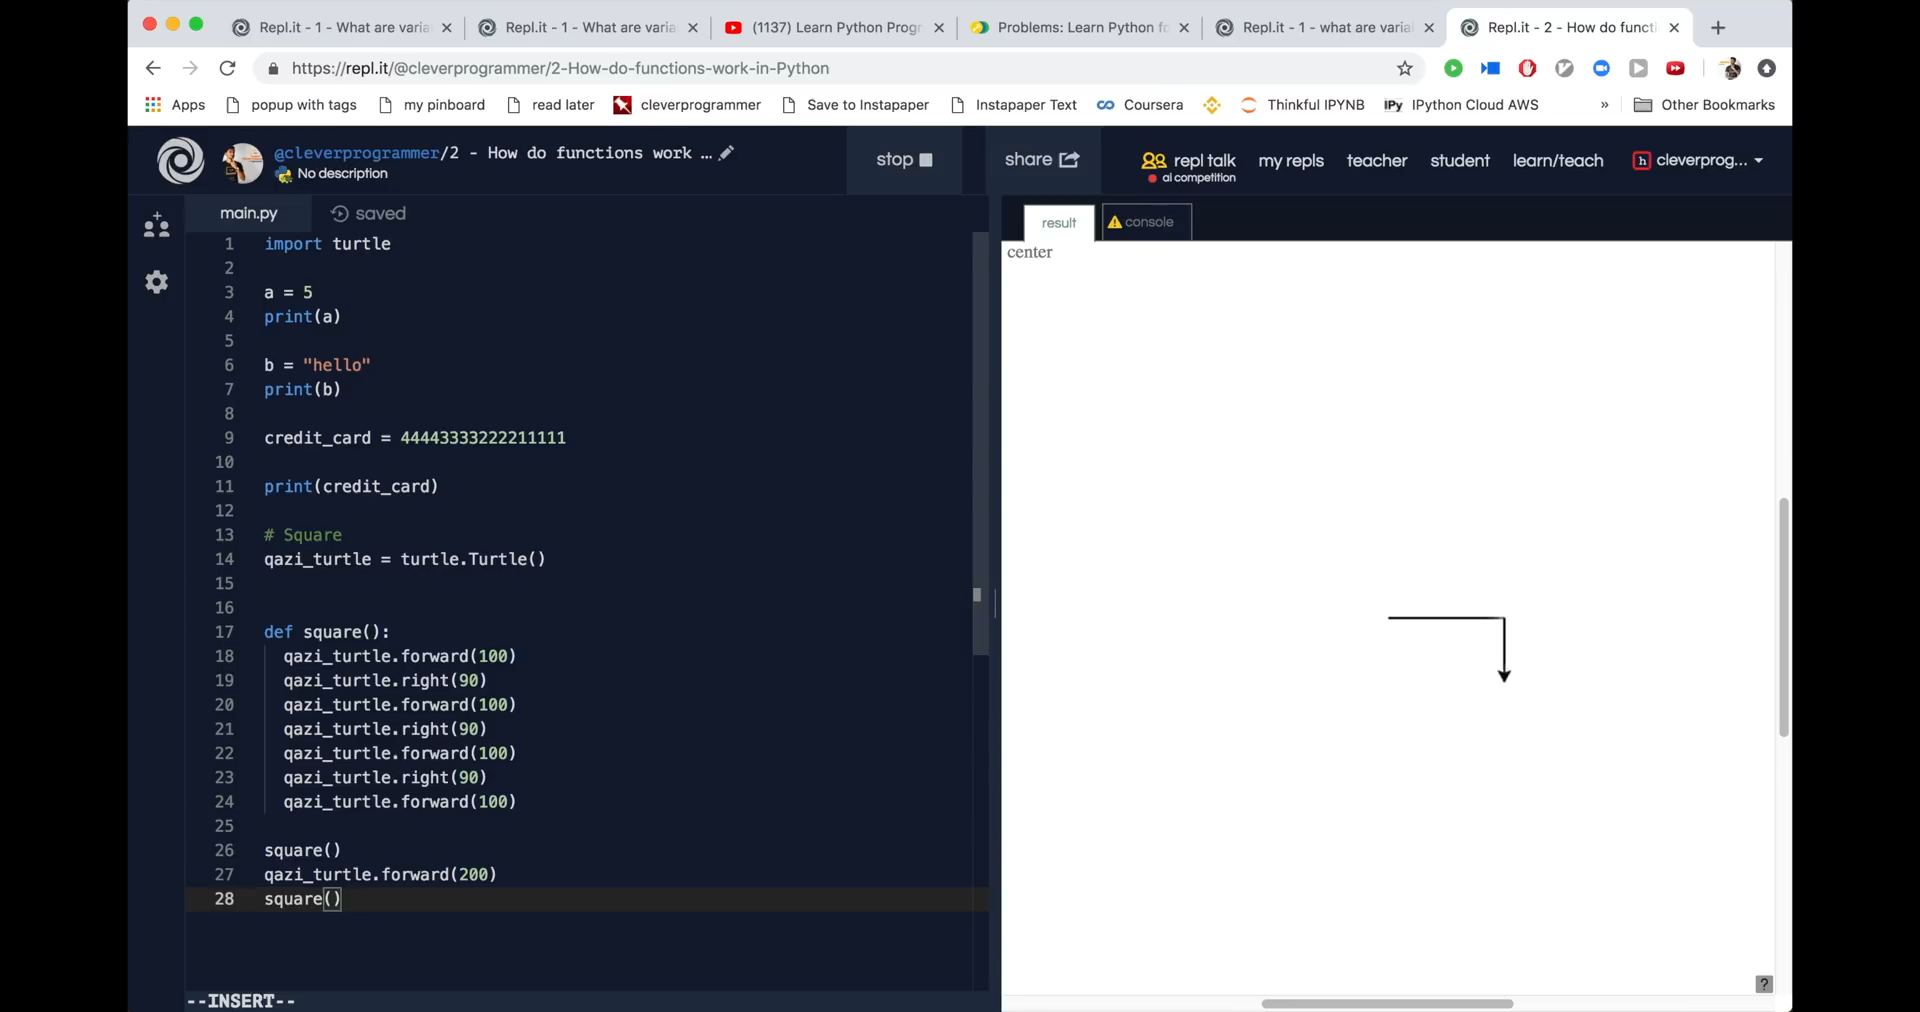 Repl.it - 1 - What are varia
Repl.it - 1 - What are varia
(1137) Learn Python Progr
Problems: Learn Python fo
Repl.it - 1 - what are varial
Repl.it - 2 - How do functi
https://repl.it/@cleverprogrammer/2-How-do-functions-work-in-Python
Apps
popup with tags
my pinboard
read later
cleverprogrammer
Save to Instapaper
Instapaper Text
Coursera
Thinkful IPYNB
IPy IPython Cloud AWS
»
Other Bookmarks
@cleverprogrammer/2 - How do functions work ...
No description
stop
share
repl talk
ai competition
my repls
teacher
student
learn/teach
h cleverprog...
main.py
saved
result
console
1 import turtle
2
3 a = 5
4 print(a)
5
6 b = "hello"
7 print(b)
8
9 credit_card = 44443333222211111
10
11 print(credit_card)
12
13 # Square
14 qazi_turtle = turtle.Turtle()
15
16
17 def square():
18 qazi_turtle.forward(100)
19 qazi_turtle.right(90)
20 qazi_turtle.forward(100)
21 qazi_turtle.right(90)
22 qazi_turtle.forward(100)
23 qazi_turtle.right(90)
24 qazi_turtle.forward(100)
25
26 square()
27 qazi_turtle.forward(200)
28 square()
--INSERT--
center
?